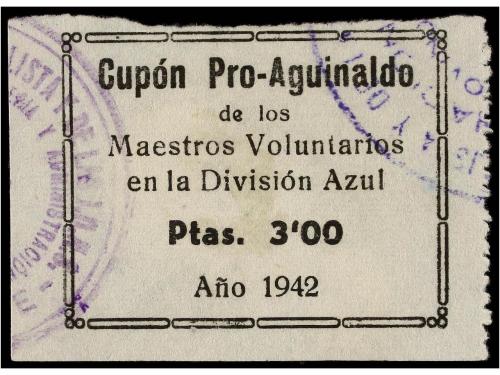 Cupón Pro-Aguinaldo
de los
Maestros Voluntarios
en la División Azul
Ptas. 3'00
Año 1942